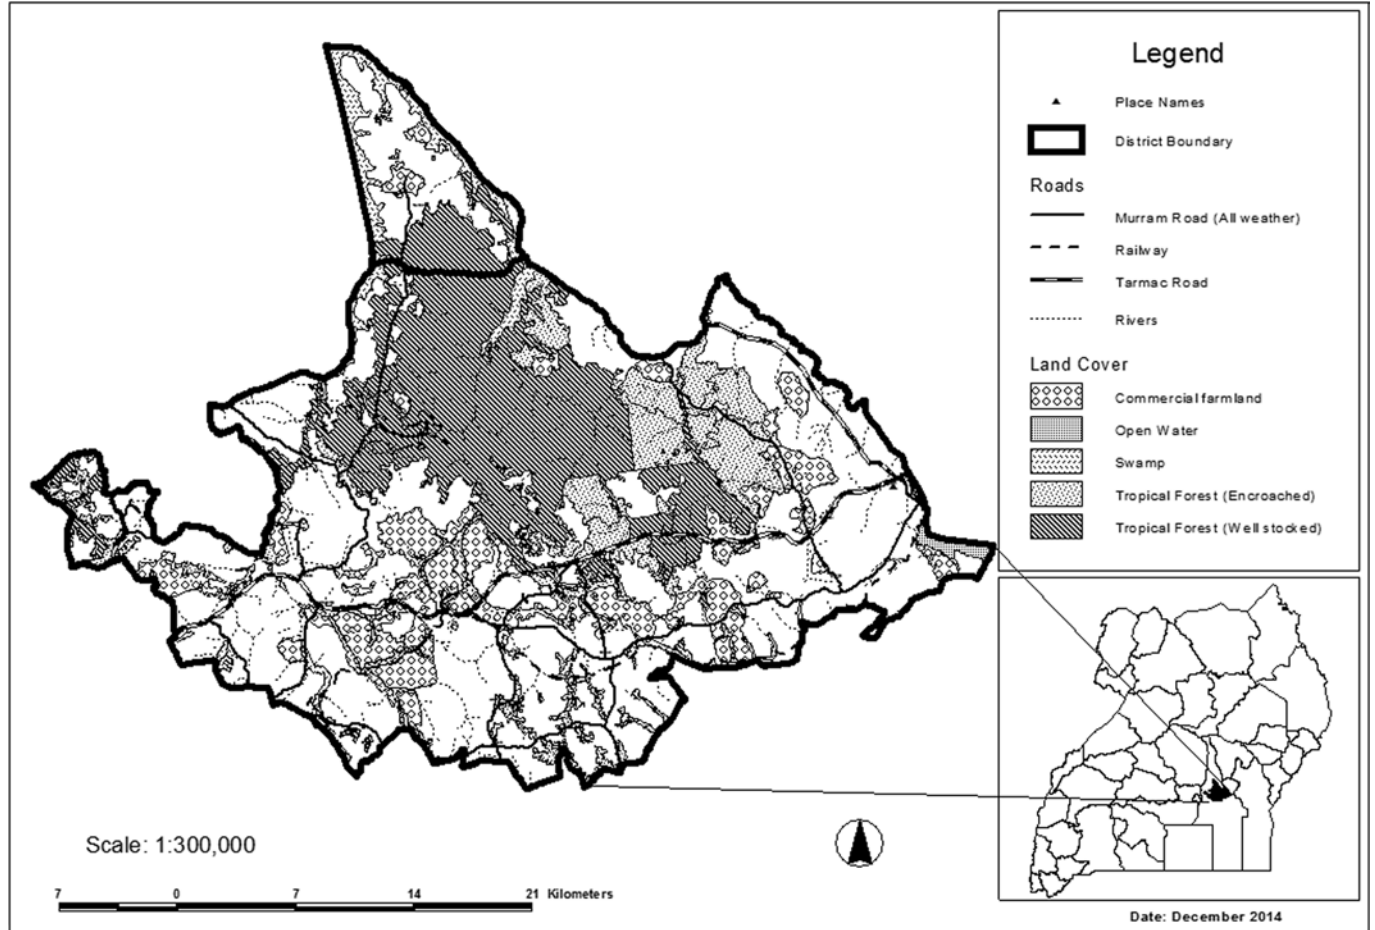 Legend
Place Names
District Boundary
Roads
Murram Road (All weather)
Railway
Tarmac Road
Rivers
Land Cover
Commercial farmland
Open Water
Swamp
Tropical Forest (Encroached)
Tropical Forest (Well stocked)
Scale: 1:300,000
7 0 7 14 21 Kilometers
Date: December 2014